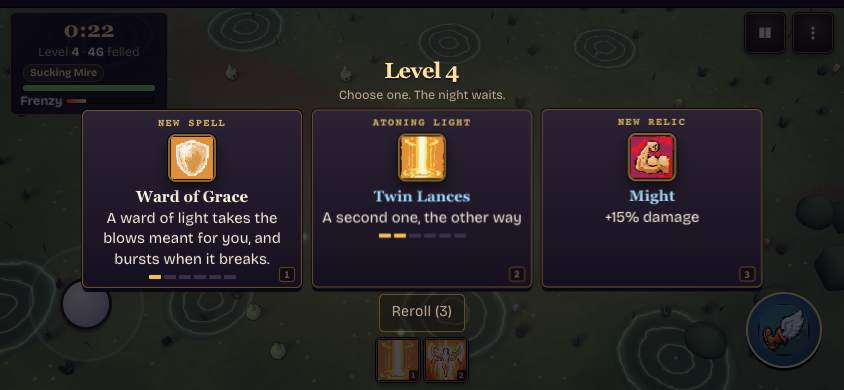 0:22
Level 4 · 46 felled
Sucking Mire
Frenzy
Level 4
Choose one. The night waits.
NEW SPELL
Ward of Grace
A ward of light takes the
blows meant for you, and
bursts when it breaks.
1
ATONING LIGHT
Twin Lances
A second one, the other way
2
NEW RELIC
Might
+15% damage
3
Reroll (3)
1
2